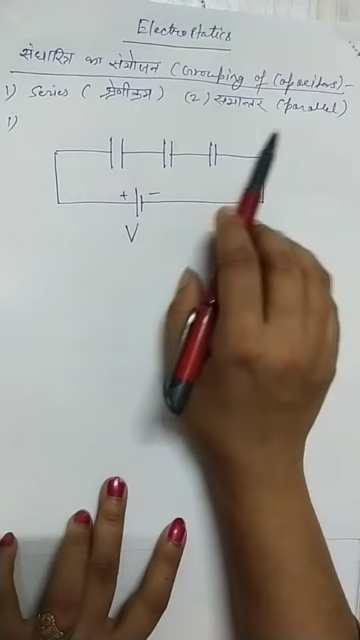 Electrostatics
संधारित्र का संयोजन (Grouping of Capacitors) -
1) Series ( श्रेणीक्रम ) (2) समान्तर (parallel)
1)
+ -
V